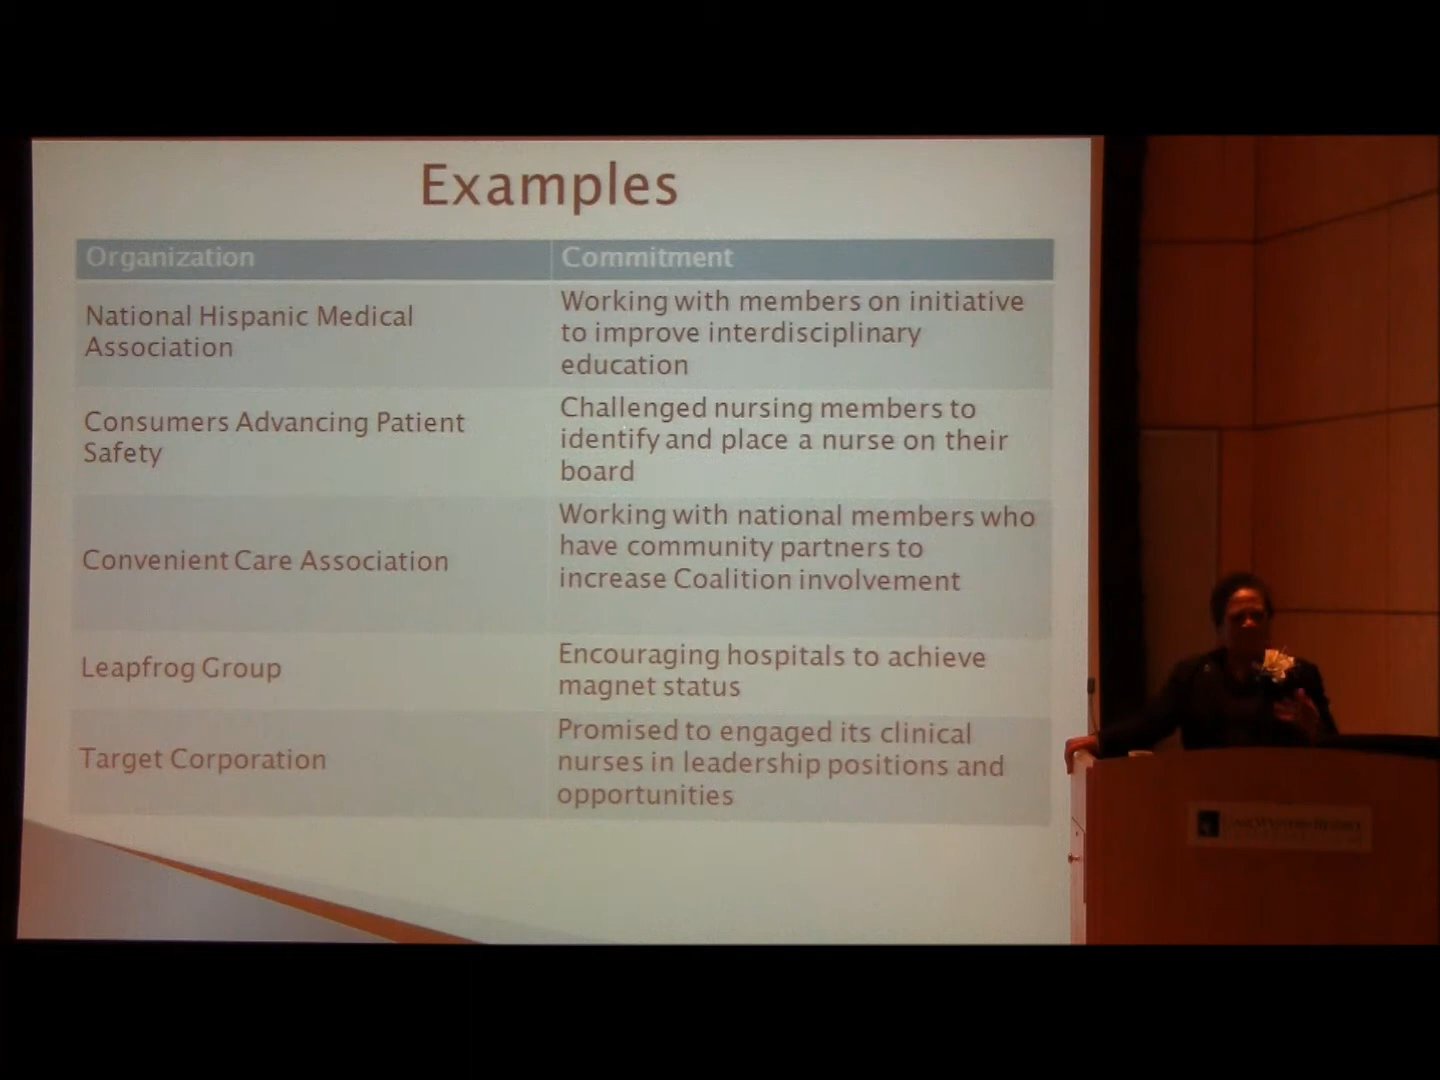 Examples
Organization
Commitment
National Hispanic Medical
Association
Working with members on initiative
to improve interdisciplinary
education
Consumers Advancing Patient
Safety
Challenged nursing members to
identify and place a nurse on their
board
Convenient Care Association
Working with national members who
have community partners to
increase Coalition involvement
Leapfrog Group
Encouraging hospitals to achieve
magnet status
Target Corporation
Promised to engaged its clinical
nurses in leadership positions and
opportunities